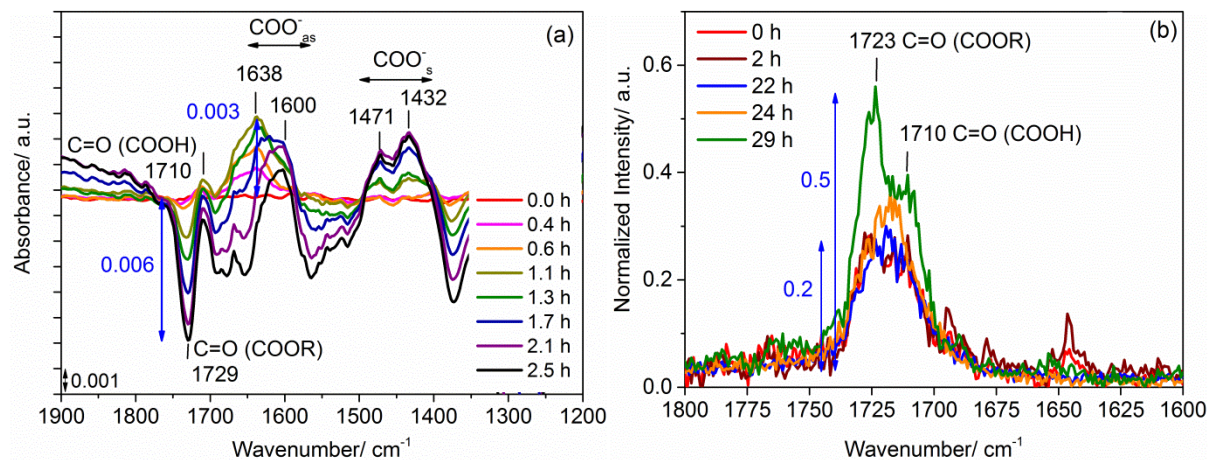 (a)
COO⁻as
COO⁻s
1638
1600
1471
1432
0.003
C=O (COOH)
1710
0.006
C=O (COOR)
1729
0.001
0.0 h
0.4 h
0.6 h
1.1 h
1.3 h
1.7 h
2.1 h
2.5 h
Absorbance/ a.u.
1900 1800 1700 1600 1500 1400 1300 1200
Wavenumber/ cm⁻¹
(b)
0 h
2 h
22 h
24 h
29 h
1723 C=O (COOR)
1710 C=O (COOH)
0.5
0.2
Normalized Intensity/ a.u.
0.6
0.4
0.2
0.0
1800 1775 1750 1725 1700 1675 1650 1625 1600
Wavenumber/ cm⁻¹